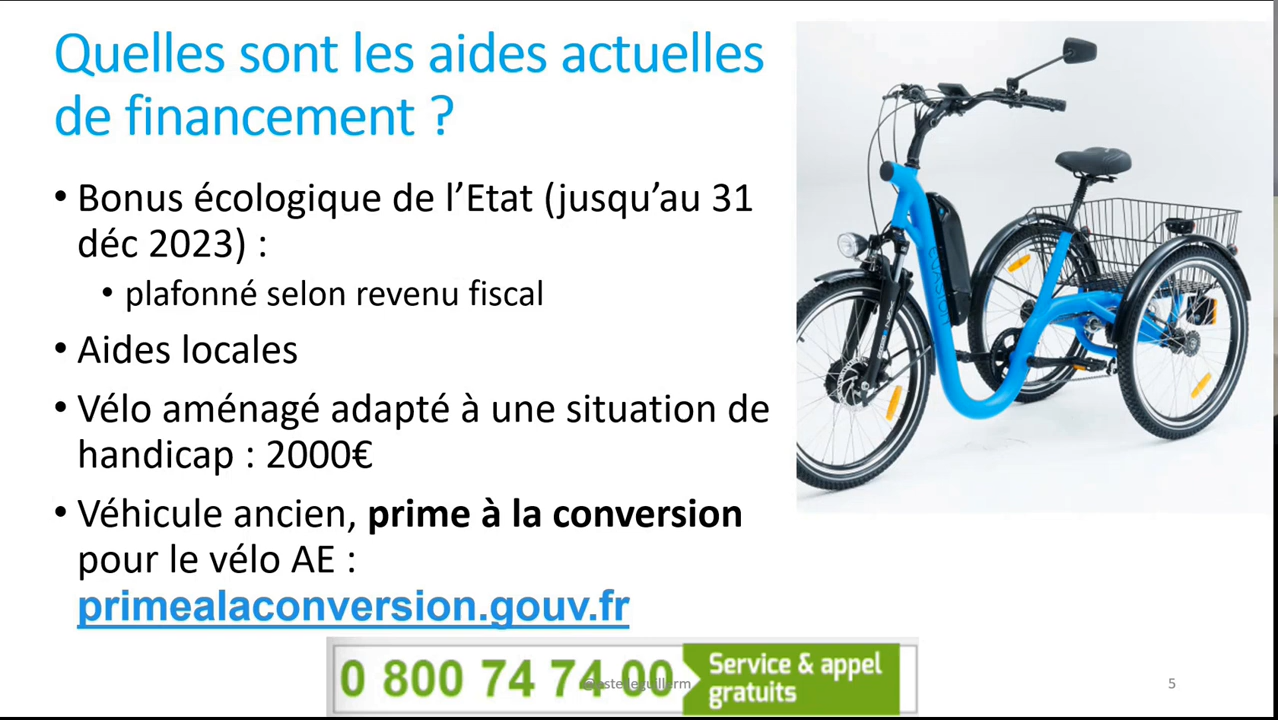 Quelles sont les aides actuelles
de financement ?
• Bonus écologique de l’Etat (jusqu’au 31
déc 2023) :
• plafonné selon revenu fiscal
• Aides locales
• Vélo aménagé adapté à une situation de
handicap : 2000€
• Véhicule ancien, prime à la conversion
pour le vélo AE :
primealaconversion.gouv.fr
0 800 74 74 00
Service & appel
gratuits
@estelleguillerm
5